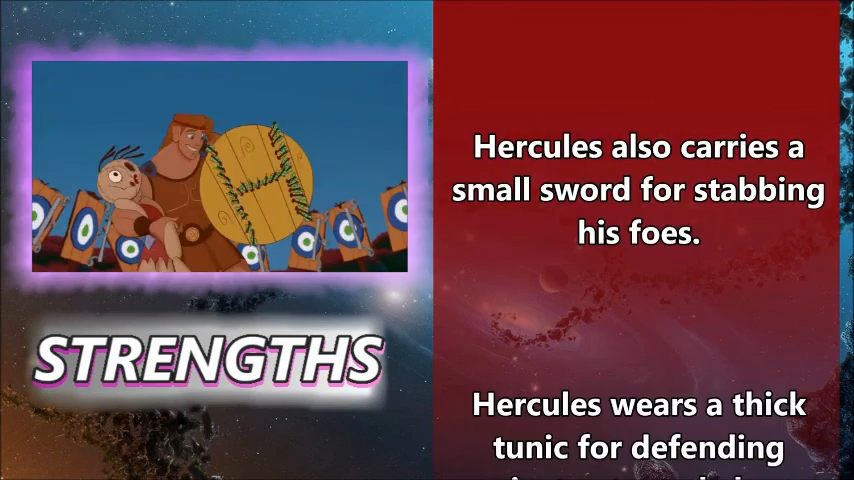 STRENGTHS
Hercules also carries a
small sword for stabbing
his foes.
Hercules wears a thick
tunic for defending